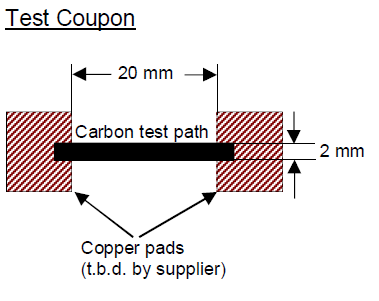 Test Coupon
20 mm
Carbon test path
2 mm
Copper pads
(t.b.d. by supplier)